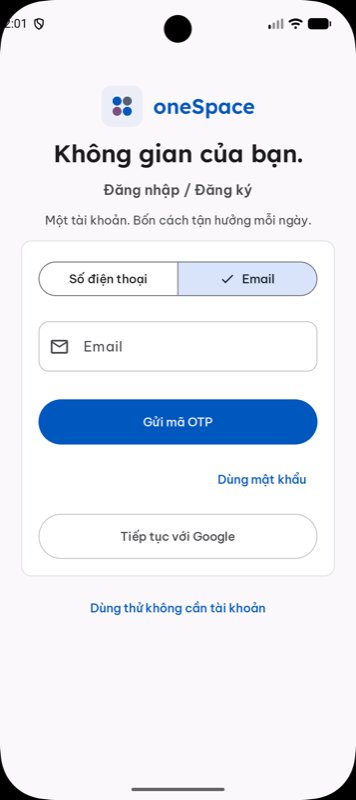 oneSpace
Không gian của bạn.
Đăng nhập / Đăng ký
Một tài khoản. Bốn cách tận hưởng mỗi ngày.
Số điện thoại
Email
Email
Gửi mã OTP
Dùng mật khẩu
Tiếp tục với Google
Dùng thử không cần tài khoản